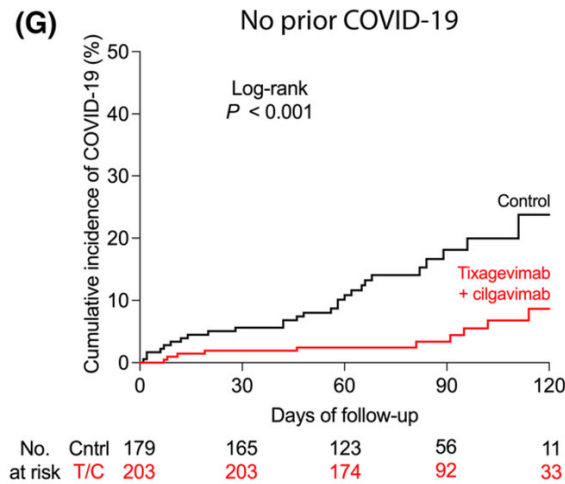 (G) No prior COVID-19
Cumulative incidence of COVID-19 (%)
50
40
30
20
10
0
Log-rank
P < 0.001
Control
Tixagevimab
+ cilgavimab
0 30 60 90 120
Days of follow-up
No. Cntrl 179 165 123 56 11
at risk T/C 203 203 174 92 33